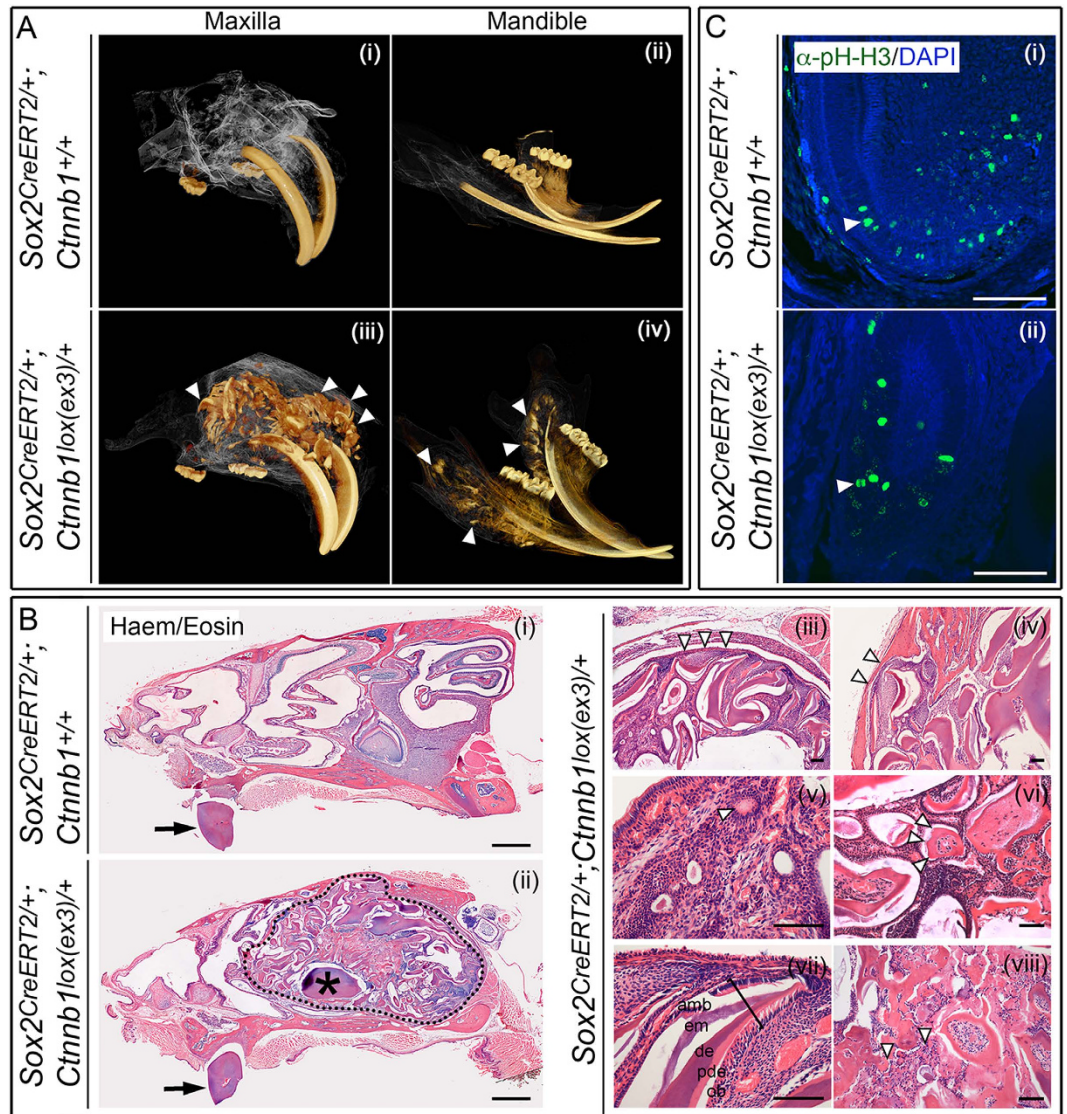 A
Maxilla
Mandible
Sox2CreERT2/+;
Ctnnb1+/+
(i)
(ii)
Sox2CreERT2/+;
Ctnnb1lox(ex3)/+
(iii)
(iv)
C
Sox2CreERT2/+;
Ctnnb1+/+
α-pH-H3/DAPI
(i)
Sox2CreERT2/+;
Ctnnb1lox(ex3)/+
(ii)
B
Sox2CreERT2/+;
Ctnnb1+/+
Haem/Eosin
(i)
Sox2CreERT2/+;
Ctnnb1lox(ex3)/+
(ii)
*
Sox2CreERT2/+;Ctnnb1lox(ex3)/+
(iii)
(iv)
(v)
(vi)
(vii)
amb
em
de
pde
ob
(viii)